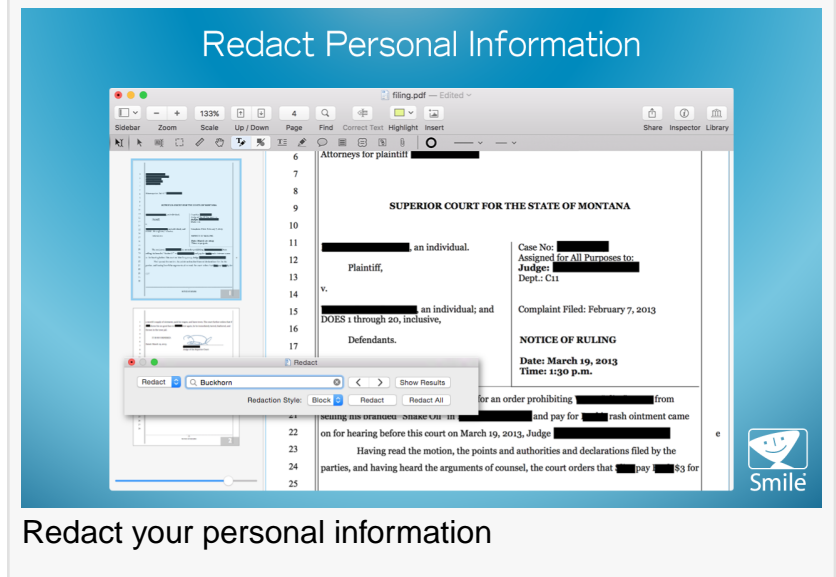 Redact Personal Information
filing.pdf — Edited
133%
4
Sidebar Zoom Scale Up / Down Page Find Correct Text Highlight Insert Share Inspector Library
6 Attorneys for plaintiff
7
8
9 SUPERIOR COURT FOR THE STATE OF MONTANA
10
11 , an individual. Case No:
12 Assigned for All Purposes to:
Plaintiff, Judge:
13 Dept.: C11
14 v.
15 , an individual; and Complaint Filed: February 7, 2013
DOES 1 through 20, inclusive,
16
17 Defendants. NOTICE OF RULING
Date: March 19, 2013
Time: 1:30 p.m.
Redact
Redact Buckhorn Show Results
Redaction Style: Block Redact Redact All
for an order prohibiting from
21 selling his branded "Snake Oil" in and pay for rash ointment came
22 on for hearing before this court on March 19, 2013, Judge e
23 Having read the motion, the points and authorities and declarations filed by the
24 parties, and having heard the arguments of counsel, the court orders that pay $3 for
25
Smile
Redact your personal information